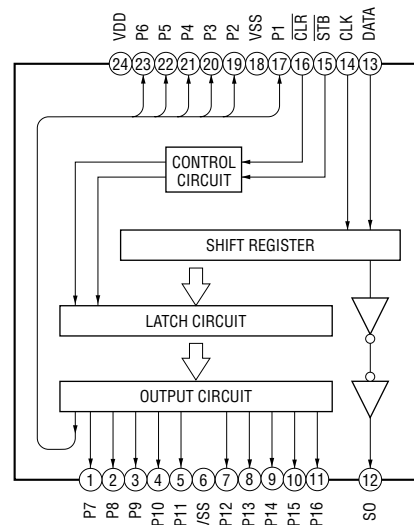 VDD P6 P5 P4 P3 P2 VSS P1 CLR STB CLK DATA
24 23 22 21 20 19 18 17 16 15 14 13
CONTROL
CIRCUIT
SHIFT REGISTER
LATCH CIRCUIT
OUTPUT CIRCUIT
1 2 3 4 5 6 7 8 9 10 11 12
P7 P8 P9 P10 P11 VSS P12 P13 P14 P15 P16 SO